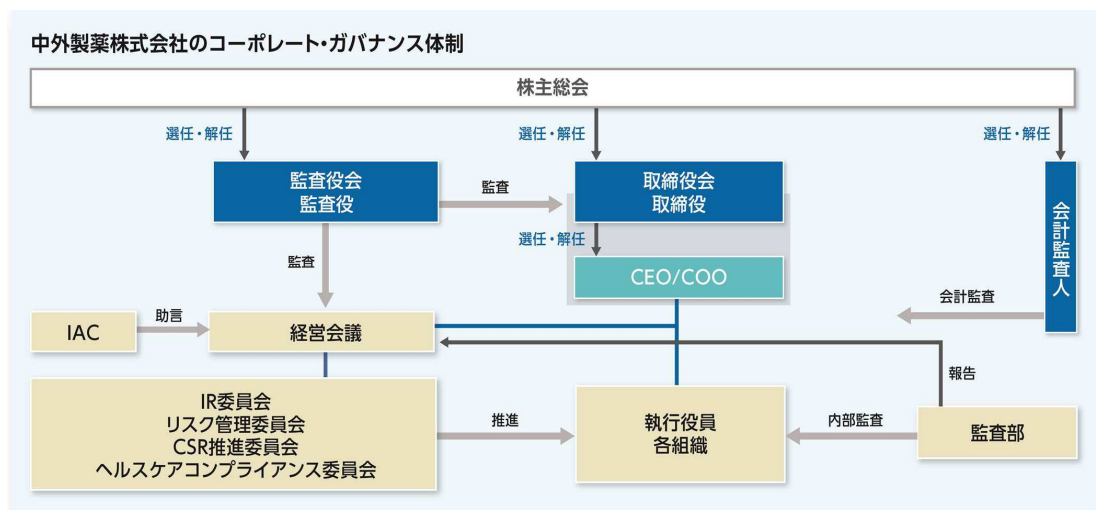 中外製薬株式会社のコーポレート・ガバナンス体制
株主総会
選任・解任
選任・解任
選任・解任
監査役会
監査役
監査
取締役会
取締役
会計監査人
選任・解任
監査
CEO/COO
会計監査
IAC
助言
経営会議
報告
IR委員会
リスク管理委員会
CSR推進委員会
ヘルスケアコンプライアンス委員会
推進
執行役員
各組織
内部監査
監査部